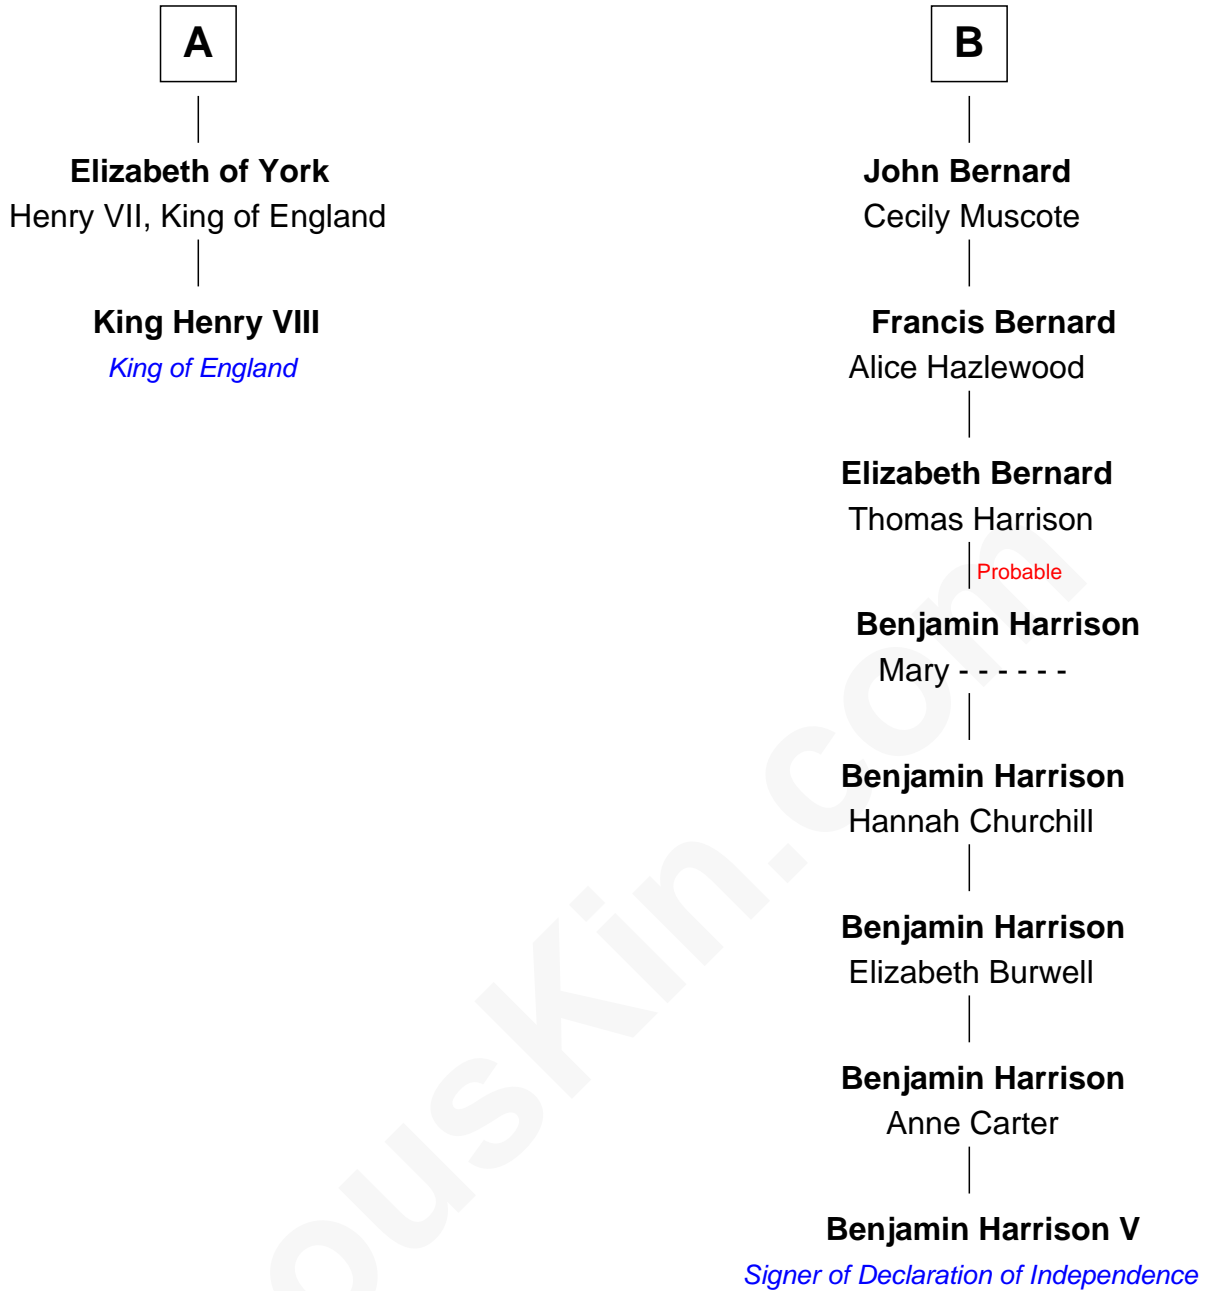 A
Elizabeth of York
Henry VII, King of England
King Henry VIII
King of England
B
John Bernard
Cecily Muscote
Francis Bernard
Alice Hazlewood
Elizabeth Bernard
Thomas Harrison
Probable
Benjamin Harrison
Mary - - - - - -
Benjamin Harrison
Hannah Churchill
Benjamin Harrison
Elizabeth Burwell
Benjamin Harrison
Anne Carter
Benjamin Harrison V
Signer of Declaration of Independence
ousKin.com